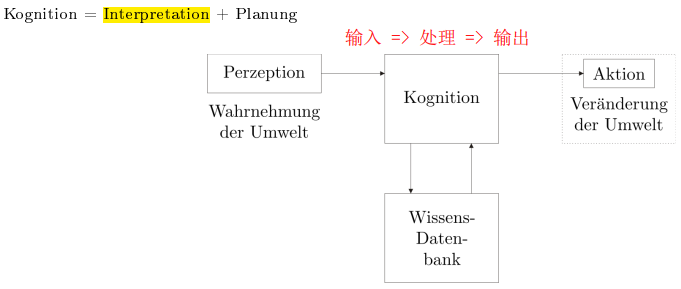 Kognition = Interpretation + Planung
输入 => 处理 => 输出
Perzeption
Wahrnehmung
der Umwelt
Kognition
Aktion
Veränderung
der Umwelt
Wissens-
Daten-
bank